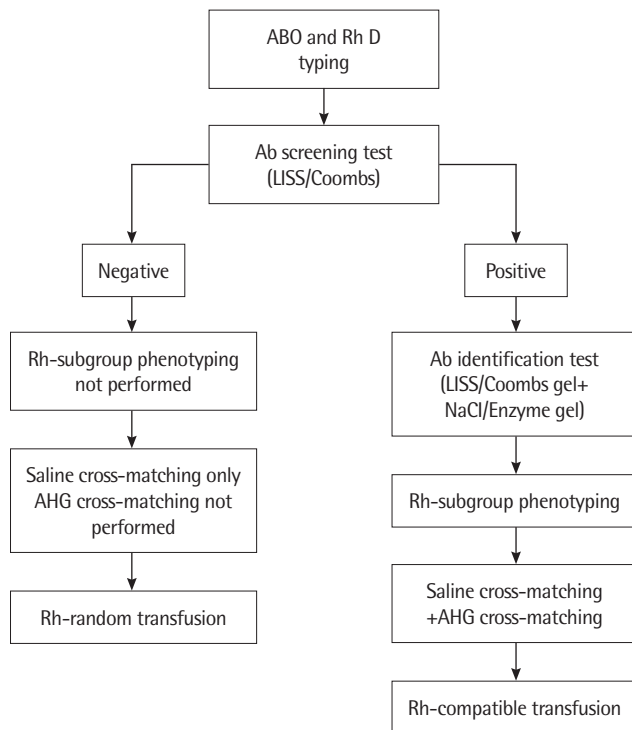 ABO and Rh D
typing
Ab screening test
(LISS/Coombs)
Negative
Rh-subgroup phenotyping
not performed
Saline cross-matching only
AHG cross-matching not
performed
Rh-random transfusion
Positive
Ab identification test
(LISS/Coombs gel+
NaCl/Enzyme gel)
Rh-subgroup phenotyping
Saline cross-matching
+AHG cross-matching
Rh-compatible transfusion